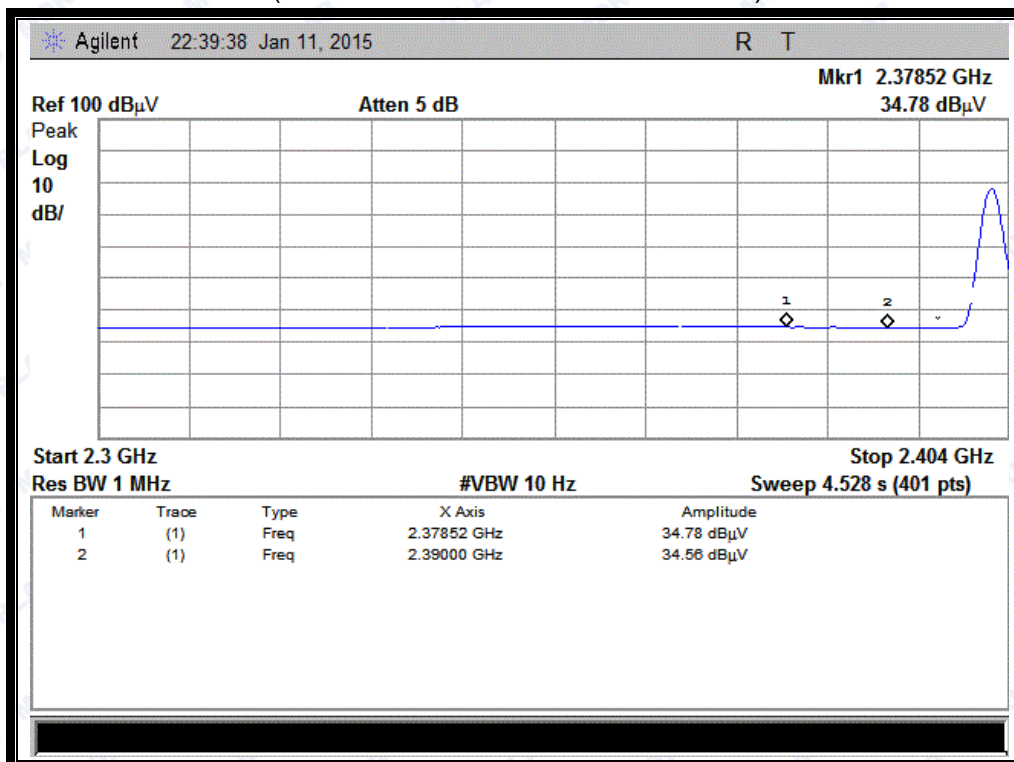 Agilent 22:39:38 Jan 11, 2015 R T
Mkr1 2.37852 GHz
Ref 100 dBµV Atten 5 dB 34.78 dBµV
Peak
Log
10
dB/
1 2
Start 2.3 GHz Stop 2.404 GHz
Res BW 1 MHz #VBW 10 Hz Sweep 4.528 s (401 pts)
Marker Trace Type X Axis Amplitude
1 (1) Freq 2.37852 GHz 34.78 dBµV
2 (1) Freq 2.39000 GHz 34.56 dBµV